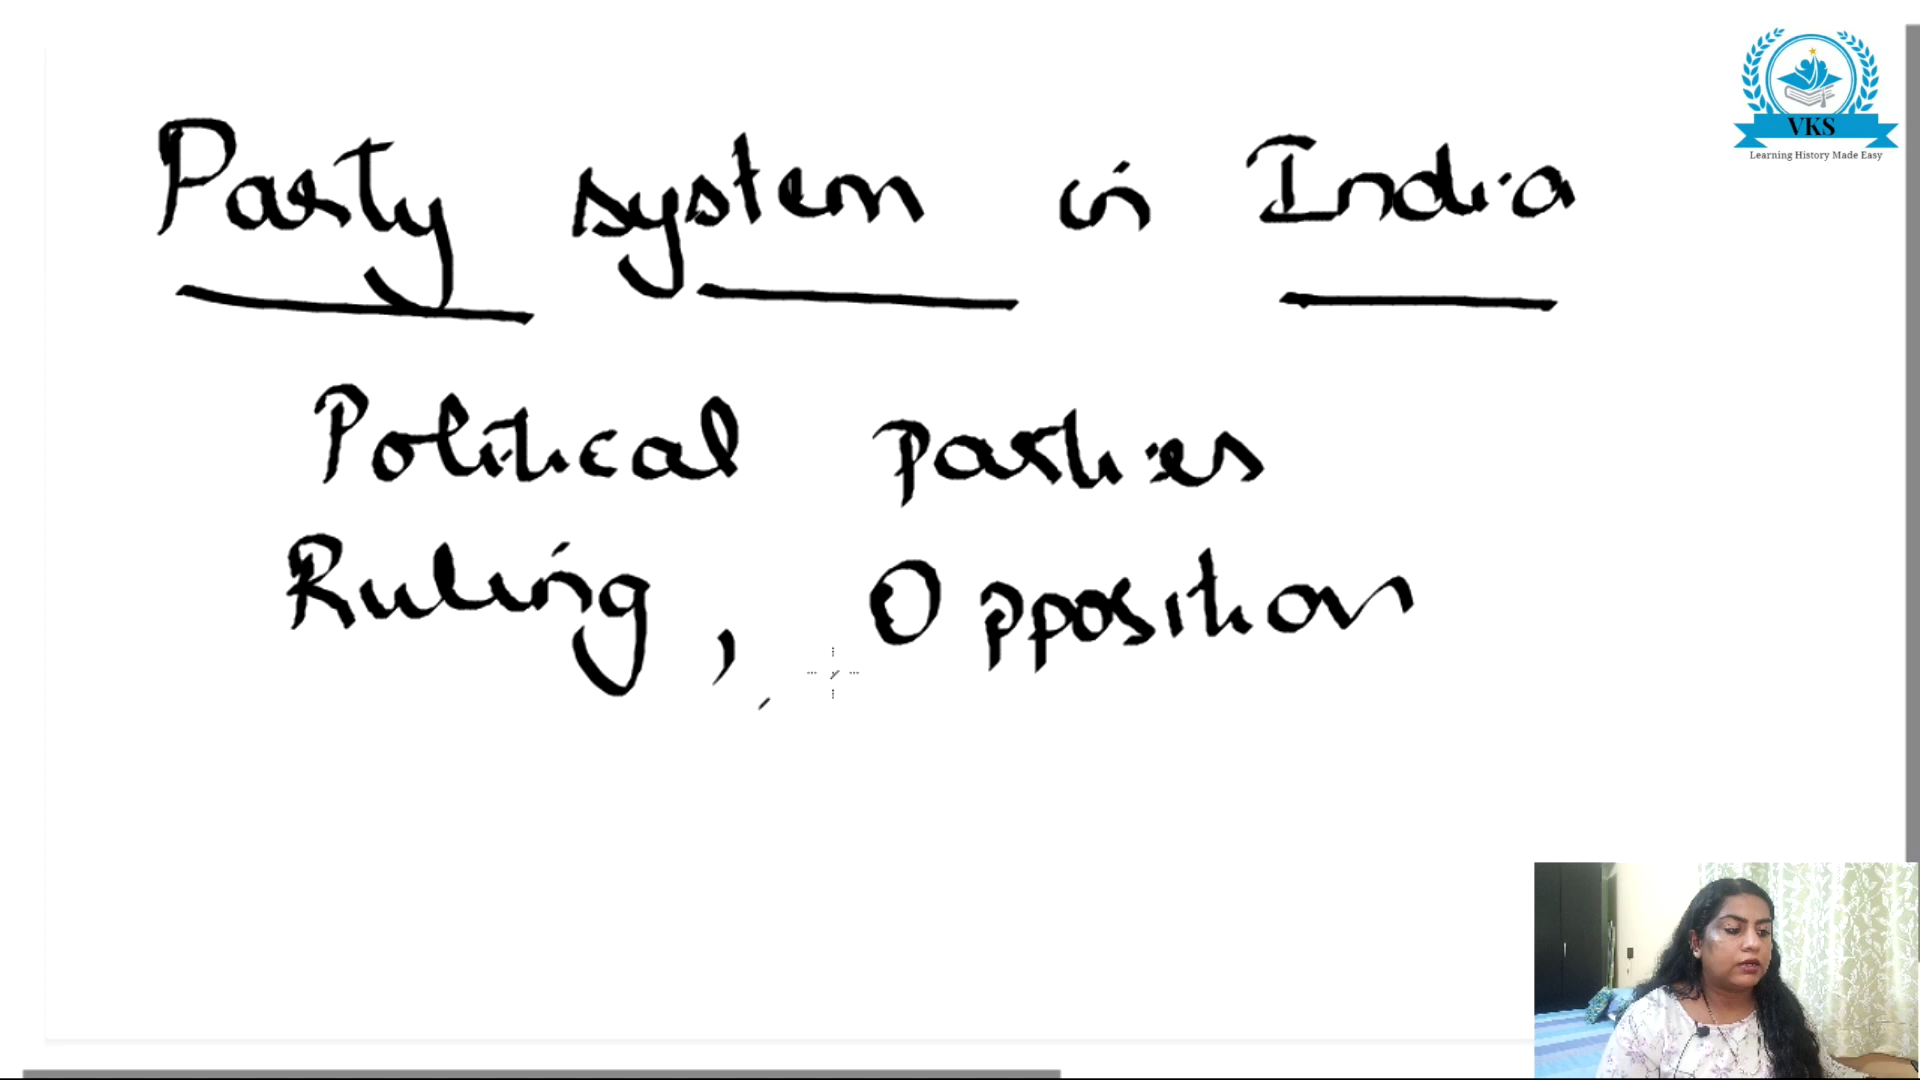 VKS
Learning History Made Easy
Party system in India
Political parties
Ruling, Opposition